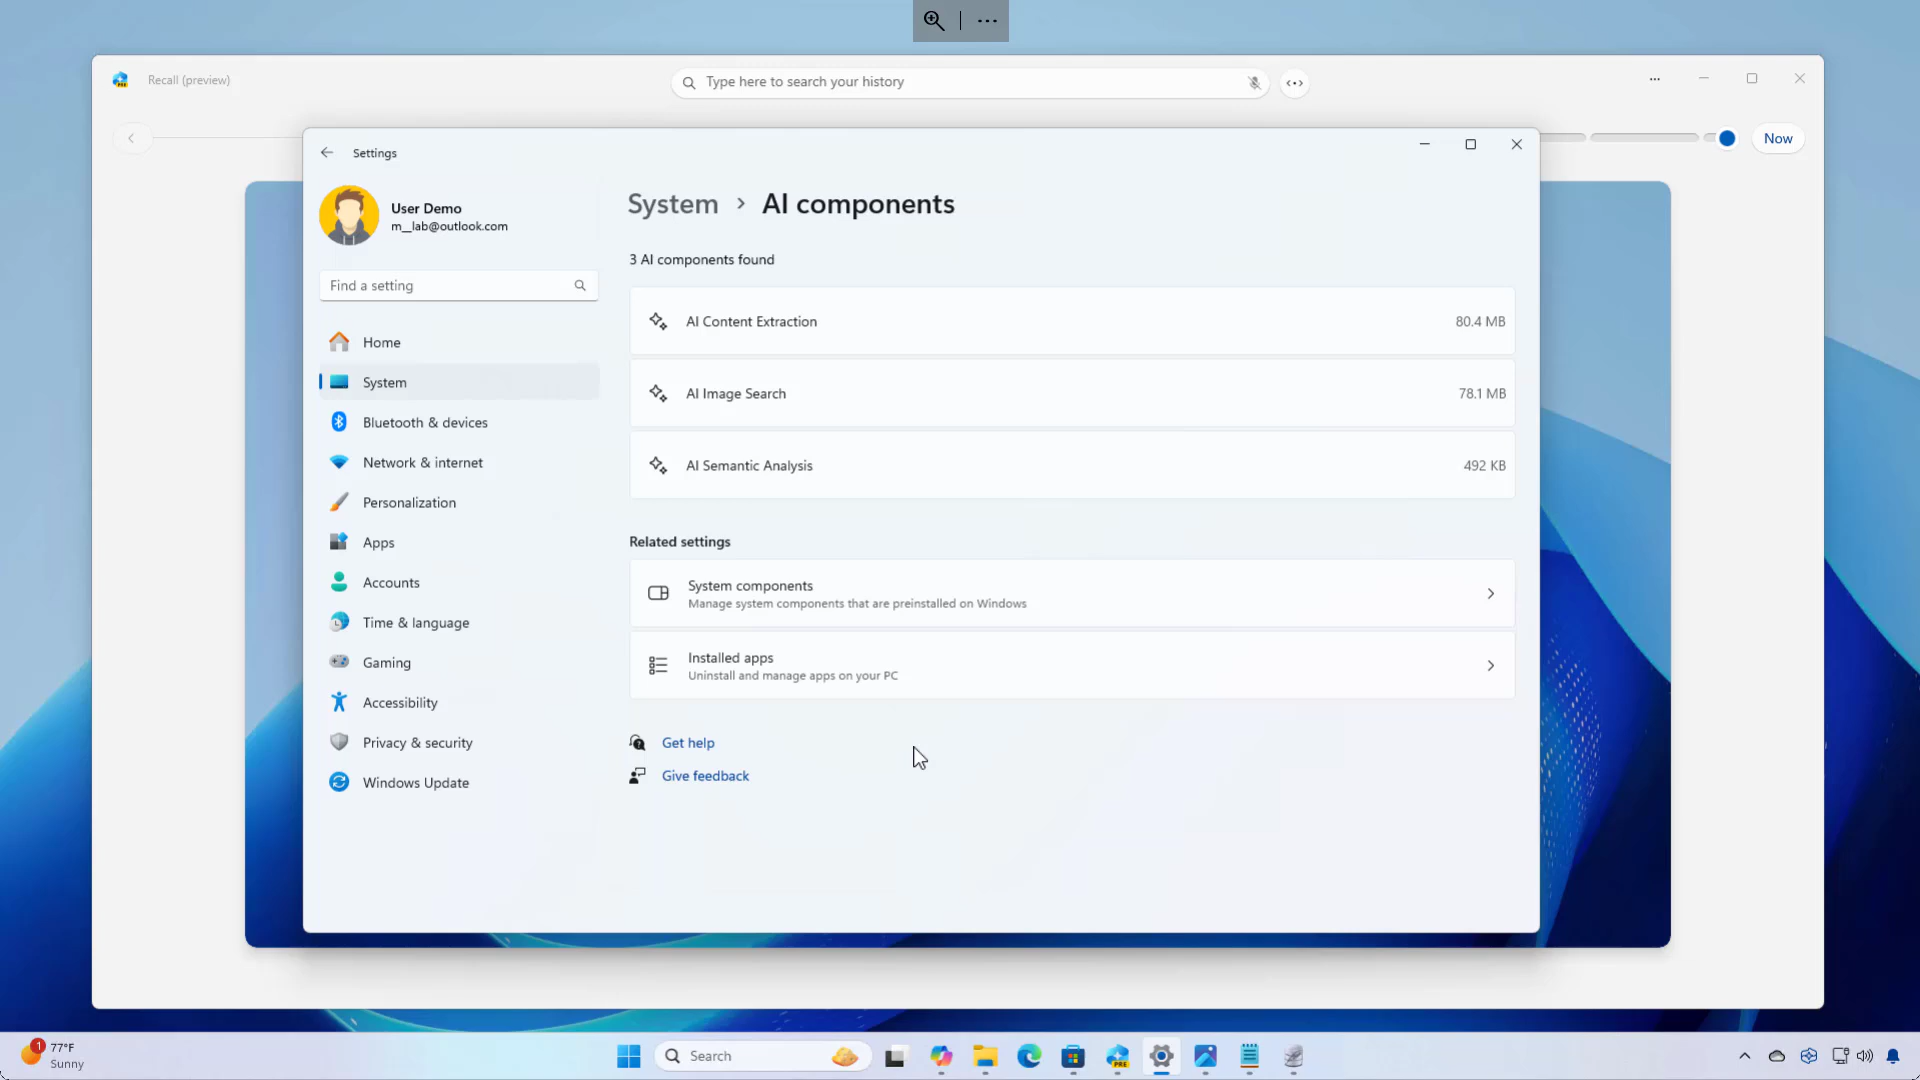 Recall (preview)
Type here to search your history
Now
Settings
User Demo
m__lab@outlook.com
Find a setting
Home
System
Bluetooth & devices
Network & internet
Personalization
Apps
Accounts
Time & language
Gaming
Accessibility
Privacy & security
Windows Update
System > AI components
3 AI components found
AI Content Extraction 80.4 MB
AI Image Search 78.1 MB
AI Semantic Analysis 492 KB
Related settings
System components
Manage system components that are preinstalled on Windows
Installed apps
Uninstall and manage apps on your PC
Get help
Give feedback
1
77°F
Sunny
Search
PRE